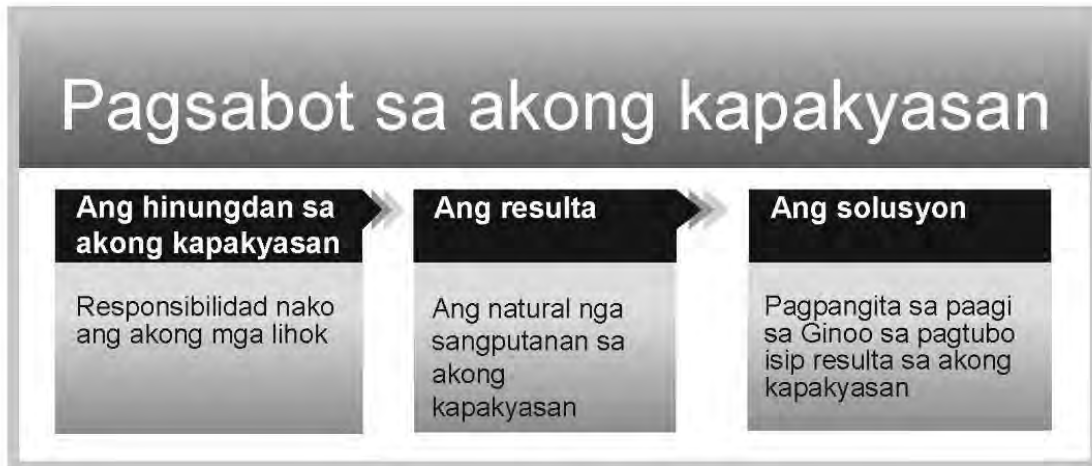 Pagsabot sa akong kapakyasan
Ang hinungdan sa
akong kapakyasan
Responsibilidad nako
ang akong mga lihok
Ang resulta
Ang natural nga
sangputanan sa
akong
kapakyasan
Ang solusyon
Pagpangita sa paagi
sa Ginoo sa pagtubo
isip resulta sa akong
kapakyasan